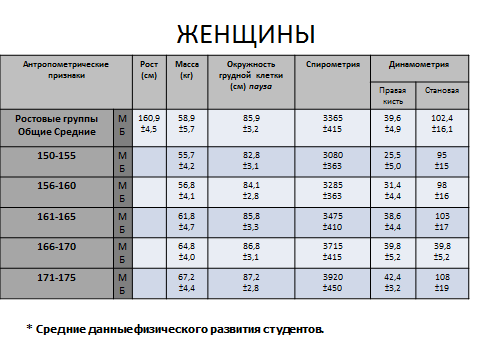 ЖЕНЩИНЫ
Антропометрические признаки Рост (см) Масса (кг) Окружность грудной клетки (см) пауза Спирометрия Динамометрия
Правая кисть Становая
Ростовые группы М 160,9 58,9 85,9 3365 39,6 102,4
Общие Средние Б ±4,5 ±5,7 ±3,2 ±415 ±4,9 ±16,1
150-155 М 55,7 82,8 3080 25,5 95
Б ±4,2 ±3,1 ±363 ±5,0 ±15
156-160 М 56,8 84,1 3285 31,4 98
Б ±4,1 ±2,8 ±363 ±4,4 ±16
161-165 М 61,8 85,8 3475 38,6 103
Б ±4,7 ±3,3 ±410 ±4,4 ±17
166-170 М 64,8 86,8 3715 39,8 39,8
Б ±4,0 ±3,1 ±415 ±5,2 ±5,2
171-175 М 67,2 87,2 3920 42,4 108
Б ±4,4 ±2,8 ±450 ±3,2 ±19
* Средние данные физического развития студентов.